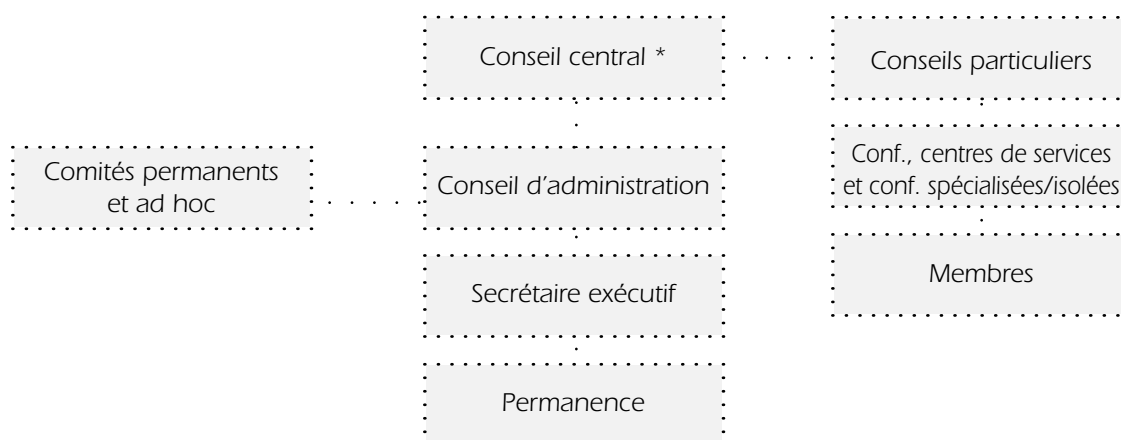 Conseil central *
Conseils particuliers
Comités permanents
et ad hoc
Conseil d’administration
Conf., centres de services
et conf. spécialisées/isolées
Secrétaire exécutif
Membres
Permanence